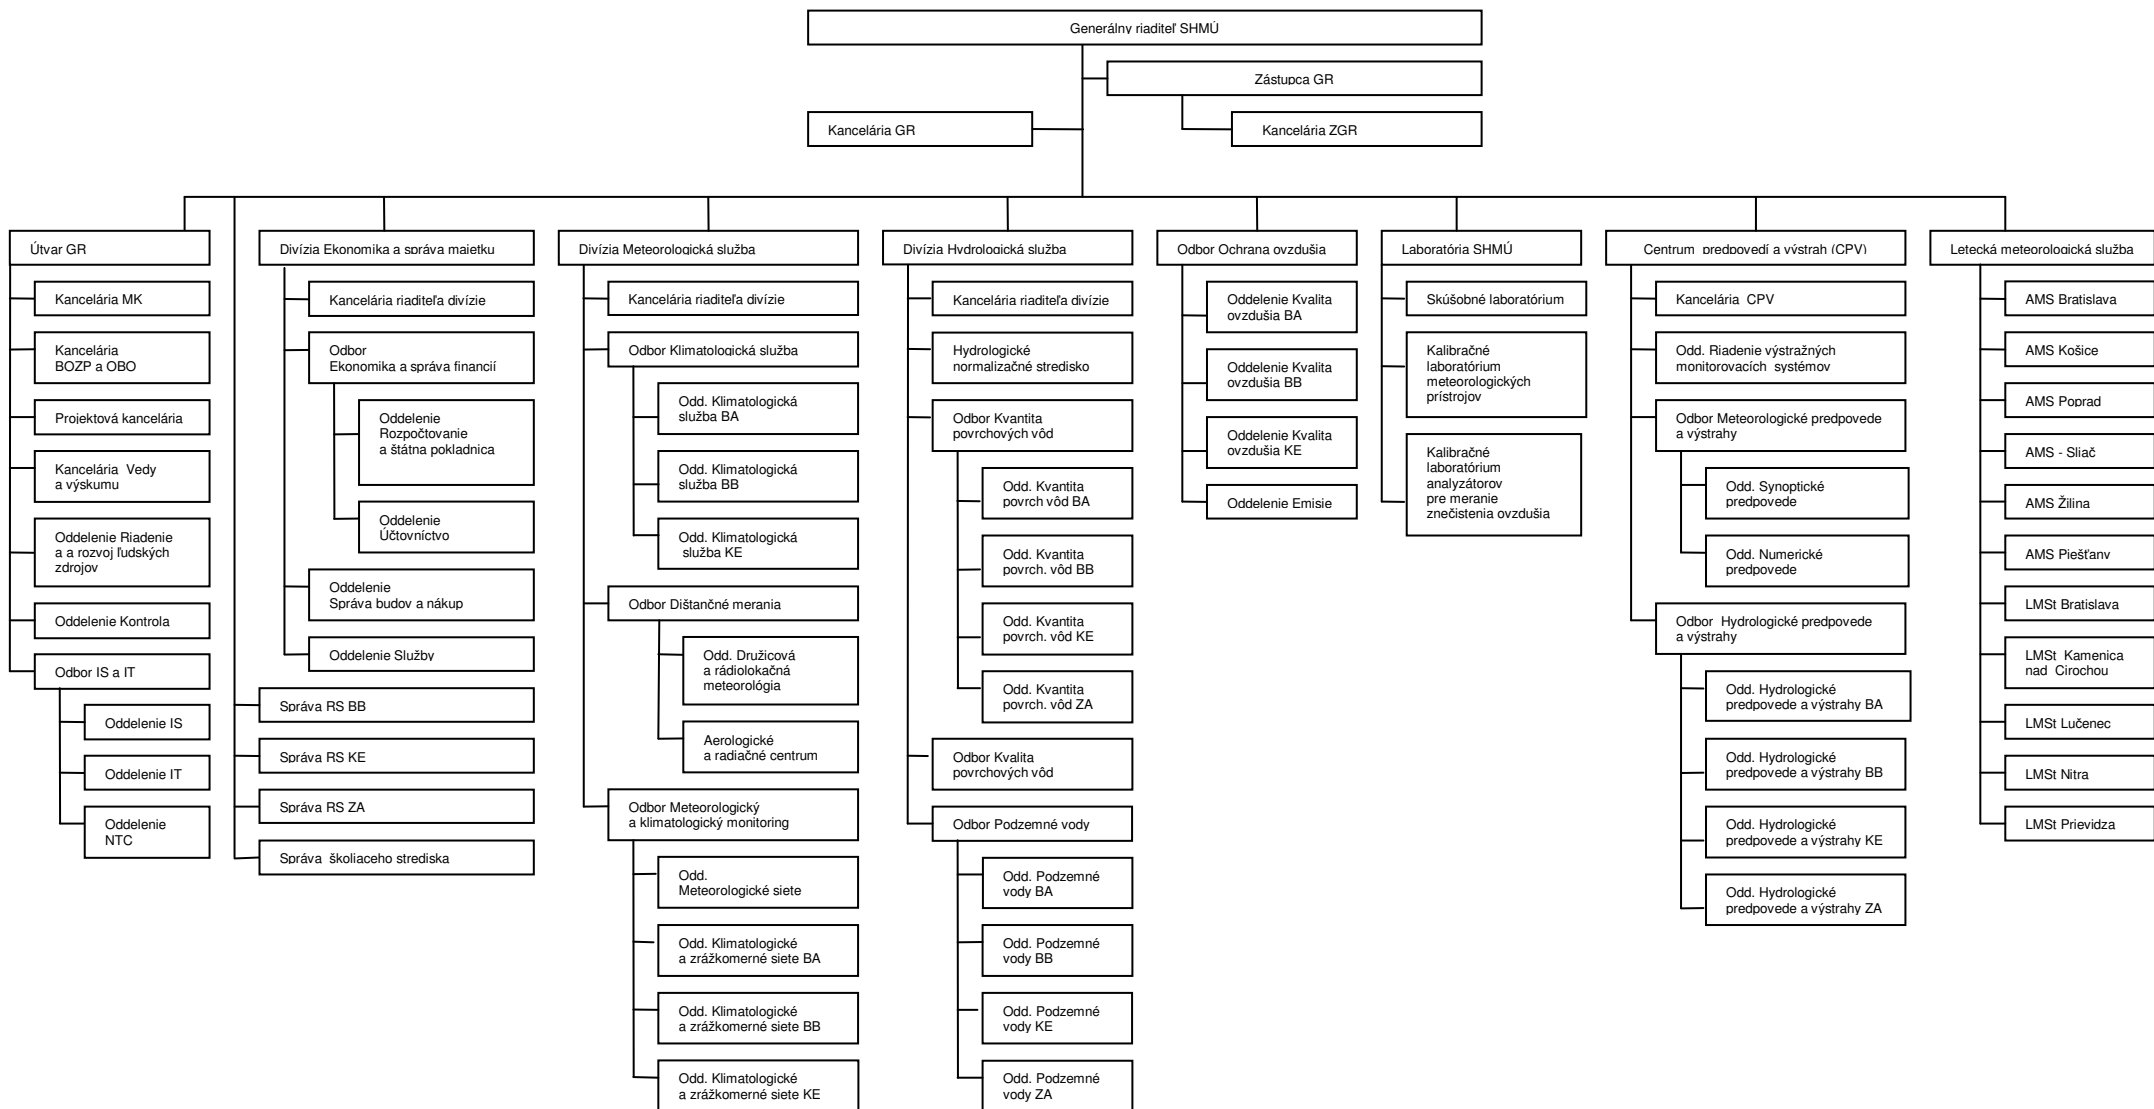 Generálny riaditeľ SHMÚ
Zástupca GR
Kancelária GR
Kancelária ZGR
Útvar GR
Kancelária MK
Kancelária
BOZP a OBO
Projektová kancelária
Kancelária Vedy
a výskumu
Oddelenie Riadenie
a a rozvoj ľudských
zdrojov
Oddelenie Kontrola
Odbor IS a IT
Oddelenie IS
Oddelenie IT
Oddelenie
NTC
Divízia Ekonomika a správa majetku
Kancelária riaditeľa divízie
Odbor
Ekonomika a správa financií
Oddelenie
Rozpočtovanie
a štátna pokladnica
Oddelenie
Účtovníctvo
Oddelenie
Správa budov a nákup
Oddelenie Služby
Správa RS BB
Správa RS KE
Správa RS ZA
Správa školiaceho strediska
Divízia Meteorologická služba
Kancelária riaditeľa divízie
Odbor Klimatologická služba
Odd. Klimatologická
služba BA
Odd. Klimatologická
služba BB
Odd. Klimatologická
služba KE
Odbor Dištančné merania
Odd. Družicová
a rádiolokačná
meteorológia
Aerologické
a radiačné centrum
Odbor Meteorologický
a klimatologický monitoring
Odd.
Meteorologické siete
Odd. Klimatologické
a zrážkomerné siete BA
Odd. Klimatologické
a zrážkomerné siete BB
Odd. Klimatologické
a zrážkomerné siete KE
Divízia Hydrologická služba
Kancelária riaditeľa divízie
Hydrologické
normalizačné stredisko
Odbor Kvantita
povrchových vôd
Odd. Kvantita
povrch vôd BA
Odd. Kvantita
povrch. vôd BB
Odd. Kvantita
povrch. vôd KE
Odd. Kvantita
povrch. vôd ZA
Odbor Kvalita
povrchových vôd
Odbor Podzemné vody
Odd. Podzemné
vody BA
Odd. Podzemné
vody BB
Odd. Podzemné
vody KE
Odd. Podzemné
vody ZA
Odbor Ochrana ovzdušia
Oddelenie Kvalita
ovzdušia BA
Oddelenie Kvalita
ovzdušia BB
Oddelenie Kvalita
ovzdušia KE
Oddelenie Emisie
Laboratória SHMÚ
Skúšobné laboratórium
Kalibračné
laboratórium
meteorologických
prístrojov
Kalibračné
laboratórium
analyzátorov
pre meranie
znečistenia ovzdušia
Centrum predpovedí a výstrah (CPV)
Kancelária CPV
Odd. Riadenie výstražných
monitorovacích systémov
Odbor Meteorologické predpovede
a výstrahy
Odd. Synoptické
predpovede
Odd. Numerické
predpovede
Odbor Hydrologické predpovede
a výstrahy
Odd. Hydrologické
predpovede a výstrahy BA
Odd. Hydrologické
predpovede a výstrahy BB
Odd. Hydrologické
predpovede a výstrahy KE
Odd. Hydrologické
predpovede a výstrahy ZA
Letecká meteorologická služba
AMS Bratislava
AMS Košice
AMS Poprad
AMS - Sliač
AMS Žilina
AMS Piešťany
LMSt Bratislava
LMSt Kamenica
nad Cirochou
LMSt Lučenec
LMSt Nitra
LMSt Prievidza